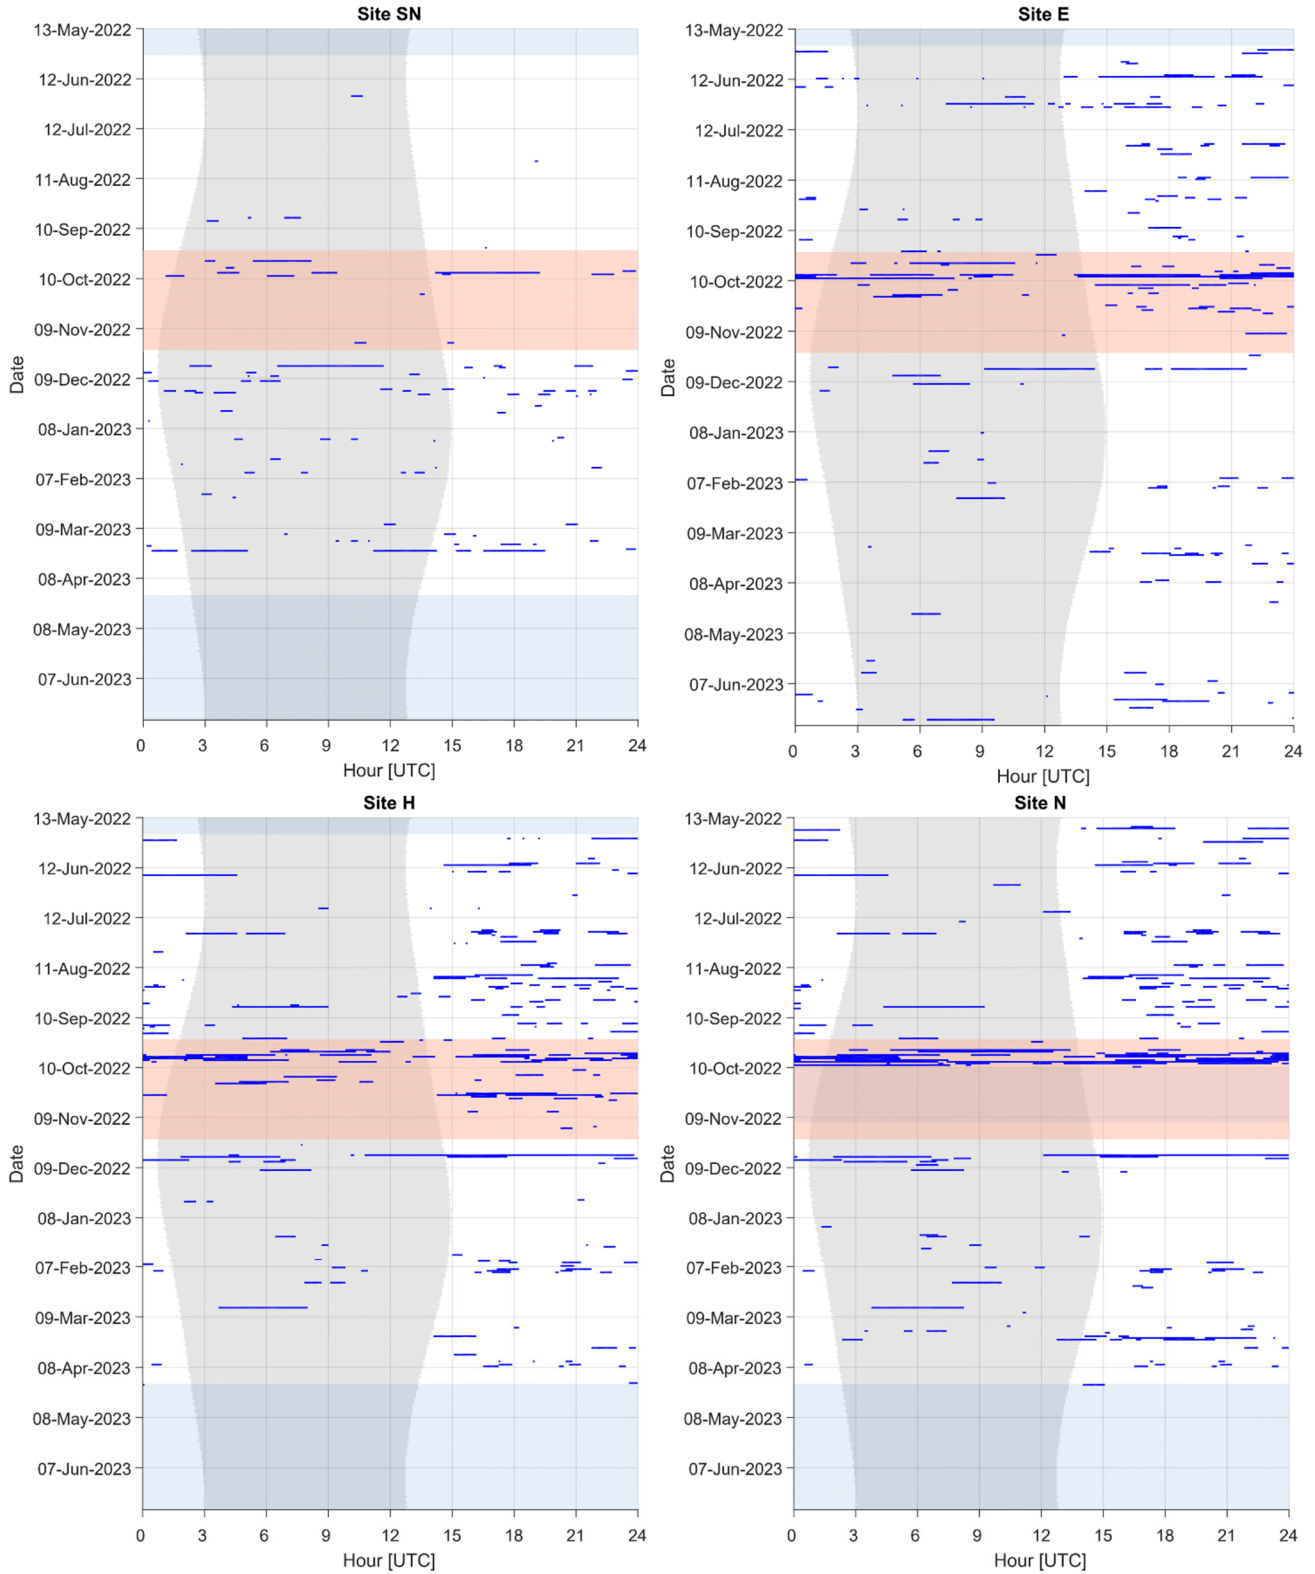 Site SN
13-May-2022
12-Jun-2022
12-Jul-2022
11-Aug-2022
10-Sep-2022
10-Oct-2022
09-Nov-2022
09-Dec-2022
08-Jan-2023
07-Feb-2023
09-Mar-2023
08-Apr-2023
08-May-2023
07-Jun-2023
Date
0 3 6 9 12 15 18 21 24
Hour [UTC]
Site E
13-May-2022
12-Jun-2022
12-Jul-2022
11-Aug-2022
10-Sep-2022
10-Oct-2022
09-Nov-2022
09-Dec-2022
08-Jan-2023
07-Feb-2023
09-Mar-2023
08-Apr-2023
08-May-2023
07-Jun-2023
Date
0 3 6 9 12 15 18 21 24
Hour [UTC]
Site H
13-May-2022
12-Jun-2022
12-Jul-2022
11-Aug-2022
10-Sep-2022
10-Oct-2022
09-Nov-2022
09-Dec-2022
08-Jan-2023
07-Feb-2023
09-Mar-2023
08-Apr-2023
08-May-2023
07-Jun-2023
Date
0 3 6 9 12 15 18 21 24
Hour [UTC]
Site N
13-May-2022
12-Jun-2022
12-Jul-2022
11-Aug-2022
10-Sep-2022
10-Oct-2022
09-Nov-2022
09-Dec-2022
08-Jan-2023
07-Feb-2023
09-Mar-2023
08-Apr-2023
08-May-2023
07-Jun-2023
Date
0 3 6 9 12 15 18 21 24
Hour [UTC]